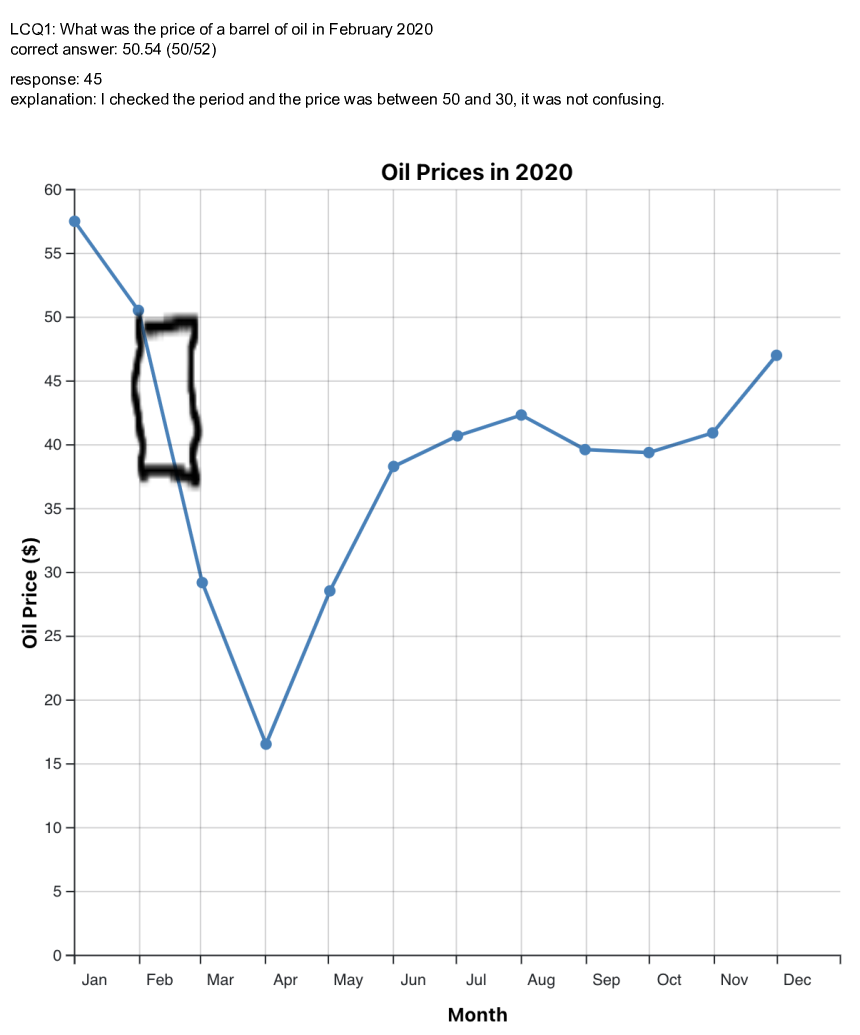 LCQ1: What was the price of a barrel of oil in February 2020
correct answer: 50.54 (50/52)
response: 45
explanation: I checked the period and the price was between 50 and 30, it was not confusing.
Oil Prices in 2020
60
55
50
45
40
35
30
25
20
15
10
5
0
Oil Price ($)
Jan Feb Mar Apr May Jun Jul Aug Sep Oct Nov Dec
Month